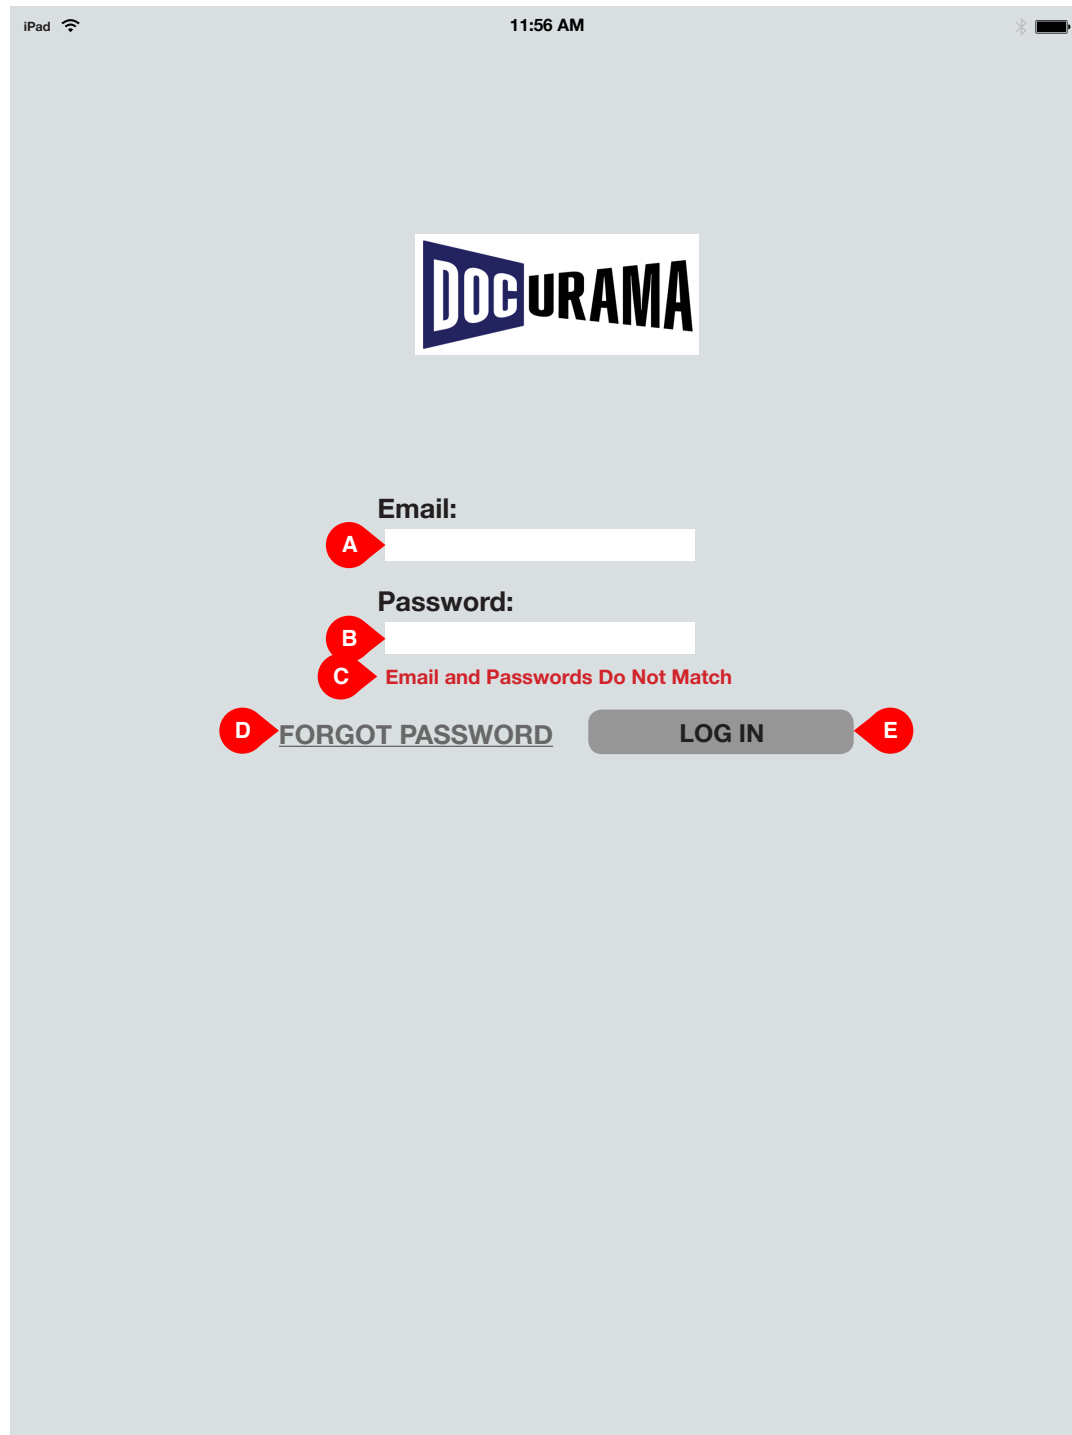 iPad 11:56 AM
DOCURAMA
Email:
A
Password:
B
C Email and Passwords Do Not Match
D FORGOT PASSWORD LOG IN E